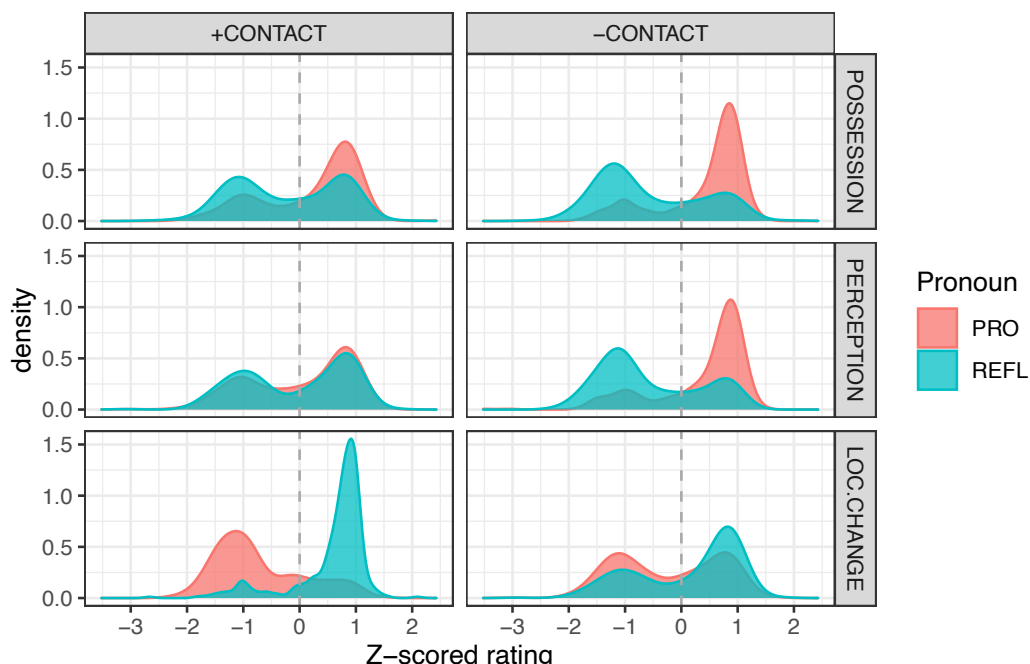 +CONTACT
−CONTACT
1.5
1.0
0.5
0.0
POSSESSION
1.5
1.0
0.5
0.0
PERCEPTION
1.5
1.0
0.5
0.0
LOC.CHANGE
density
−3 −2 −1 0 1 2
−3 −2 −1 0 1 2
Z−scored rating
Pronoun
PRO
REFL